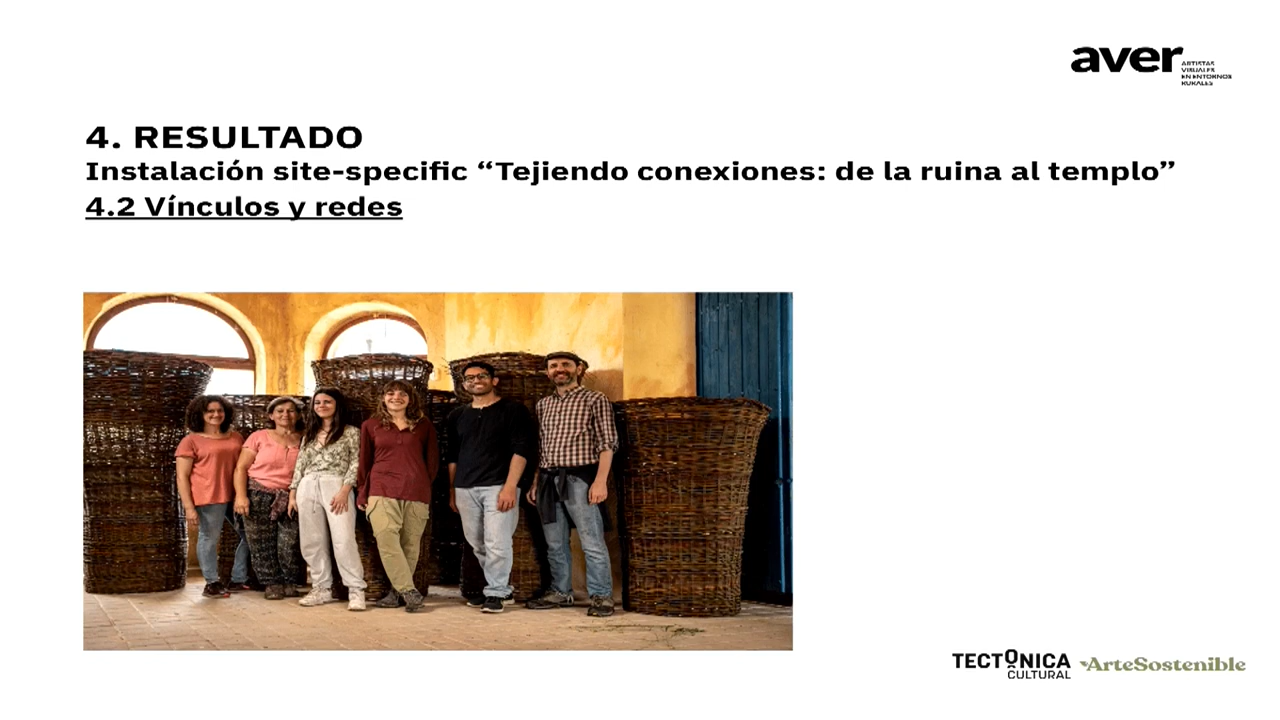 aver
ARTISTAS
VISUALES
EN ENTORNOS
RURALES
4. RESULTADO
Instalación site-specific “Tejiendo conexiones: de la ruina al templo”
4.2 Vínculos y redes
TECTÓNICA
CULTURAL
ArteSostenible